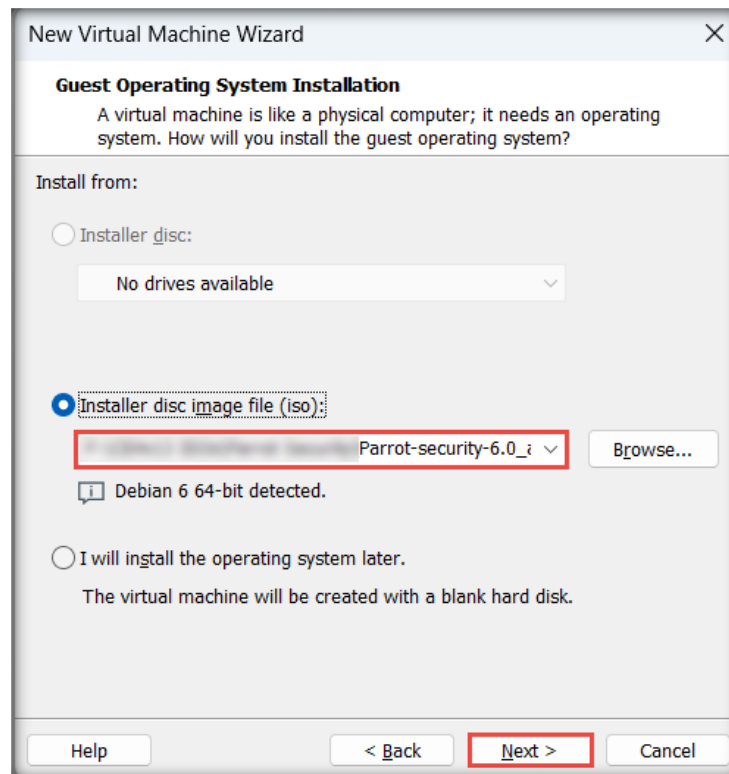 New Virtual Machine Wizard
Guest Operating System Installation
A virtual machine is like a physical computer; it needs an operating
system. How will you install the guest operating system?
Install from:
Installer disc:
No drives available
Installer disc image file (iso):
Parrot-security-6.0_
Browse...
Debian 6 64-bit detected.
I will install the operating system later.
The virtual machine will be created with a blank hard disk.
Help
< Back
Next >
Cancel